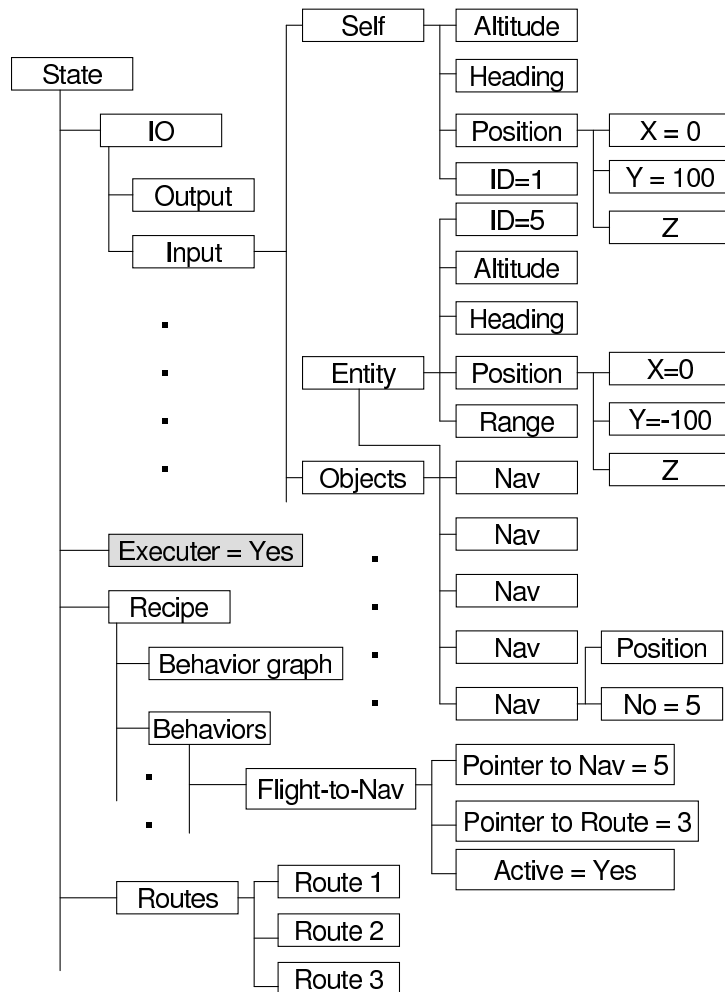 State
IO
Output
Input
Self
Altitude
Heading
Position
X = 0
Y = 100
Z
ID=1
Entity
ID=5
Altitude
Heading
Position
X=0
Y=-100
Z
Range
Objects
Nav
Nav
Nav
Nav
Nav
Position
No = 5
Executer = Yes
Recipe
Behavior graph
Behaviors
Flight-to-Nav
Pointer to Nav = 5
Pointer to Route = 3
Active = Yes
Routes
Route 1
Route 2
Route 3